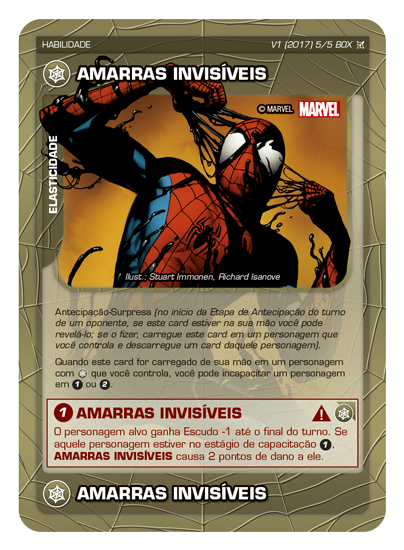 HABILIDADE
V1 (2017) 5/5 BOX
AMARRAS INVISÍVEIS
© MARVEL MARVEL
ELASTICIDADE
Ilust.: Stuart Immonen, Richard Isanove
Antecipação-Surpresa (no início da Etapa de Antecipação do turno
de um oponente, se este card estiver na sua mão você pode
revelá-lo; se o fizer, carregue este card em um personagem que
você controla e descarregue um card daquele personagem).
Quando este card for carregado de sua mão em um personagem
com que você controla, você pode incapacitar um personagem
em 1 ou 2.
1 AMARRAS INVISÍVEIS
O personagem alvo ganha Escudo -1 até o final do turno. Se
aquele personagem estiver no estágio de capacitação 1,
AMARRAS INVISÍVEIS causa 2 pontos de dano a ele.
AMARRAS INVISÍVEIS